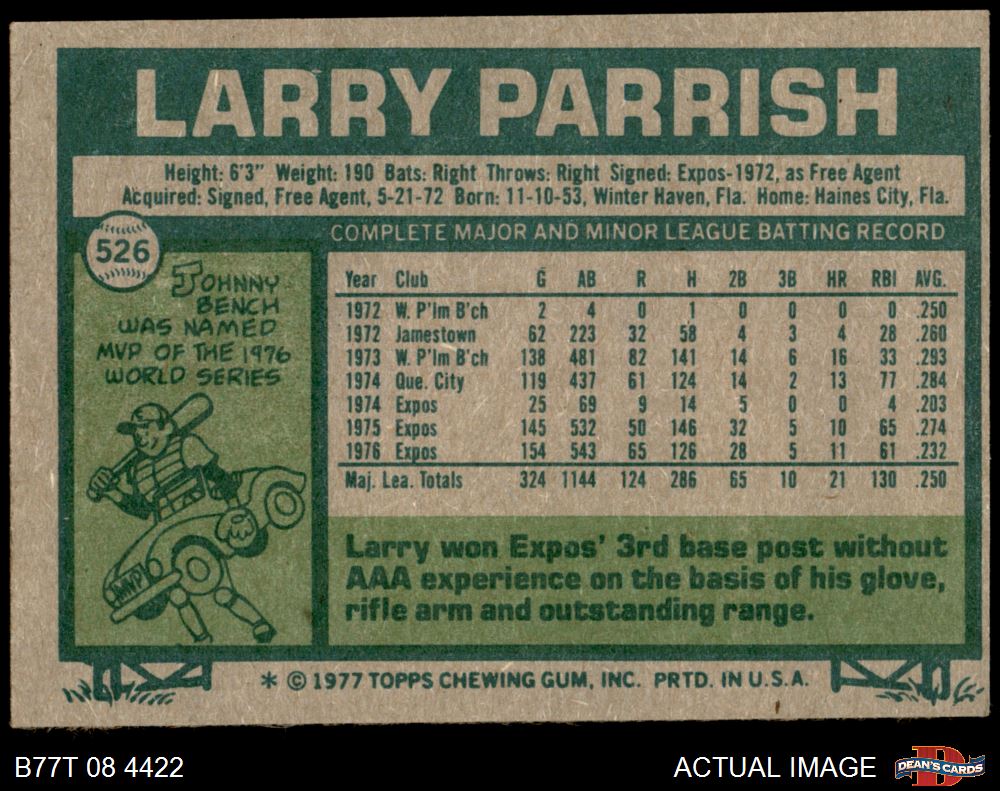 LARRY PARRISH
Height: 6'3" Weight: 190 Bats: Right Throws: Right Signed: Expos-1972, as Free Agent
Acquired: Signed, Free Agent, 5-21-72 Born: 11-10-53, Winter Haven, Fla. Home: Haines City, Fla.
526
JOHNNY
BENCH
WAS NAMED
MVP OF THE 1976
WORLD SERIES
MVP
COMPLETE MAJOR AND MINOR LEAGUE BATTING RECORD
Year Club G AB R H 2B 3B HR RBI AVG.
1972 W. P'lm B'ch 2 4 0 1 0 0 0 0 .250
1972 Jamestown 62 223 32 58 4 3 4 28 .260
1973 W. P'lm B'ch 138 481 82 141 14 6 16 33 .293
1974 Que. City 119 437 61 124 14 2 13 77 .284
1974 Expos 25 69 9 14 5 0 0 4 .203
1975 Expos 145 532 50 146 32 5 10 65 .274
1976 Expos 154 543 65 126 28 5 11 61 .232
Maj. Lea. Totals 324 1144 124 286 65 10 21 130 .250
Larry won Expos' 3rd base post without
AAA experience on the basis of his glove,
rifle arm and outstanding range.
* © 1977 TOPPS CHEWING GUM, INC. PRTD. IN U.S.A.
B77T 08 4422
ACTUAL IMAGE
D
DEAN'S CARDS